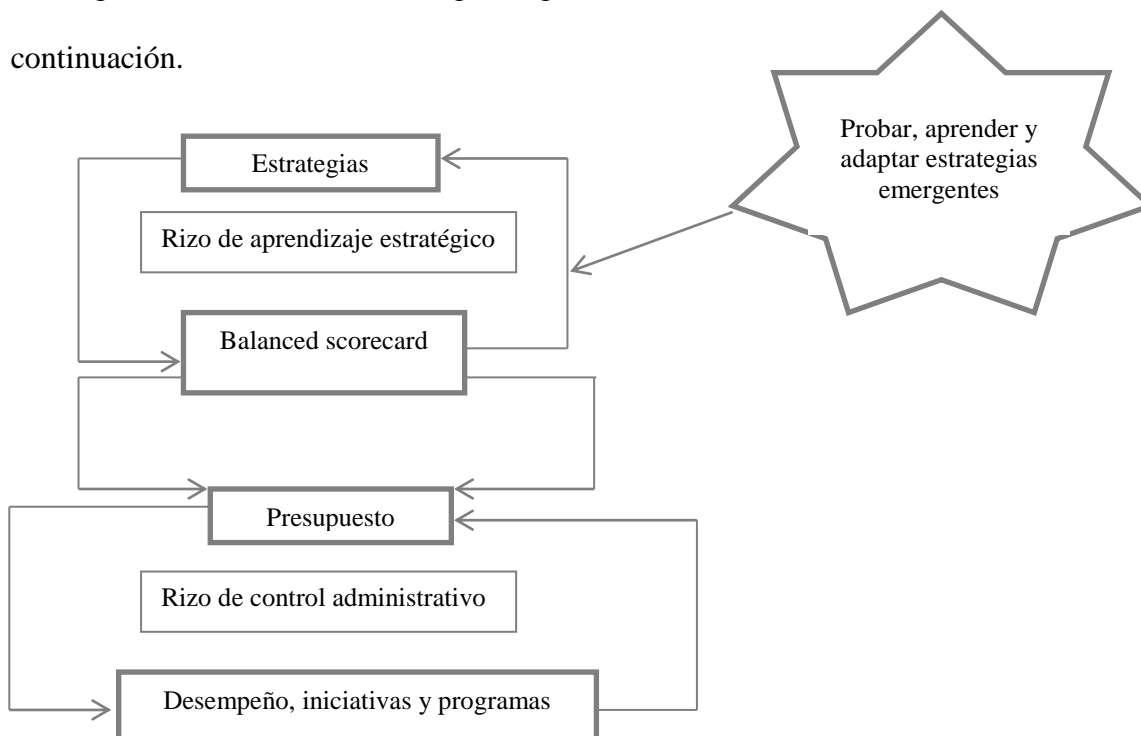 continuación.
Probar, aprender y
adaptar estrategias
emergentes
Estrategias
Rizo de aprendizaje estratégico
Balanced scorecard
Presupuesto
Rizo de control administrativo
Desempeño, iniciativas y programas